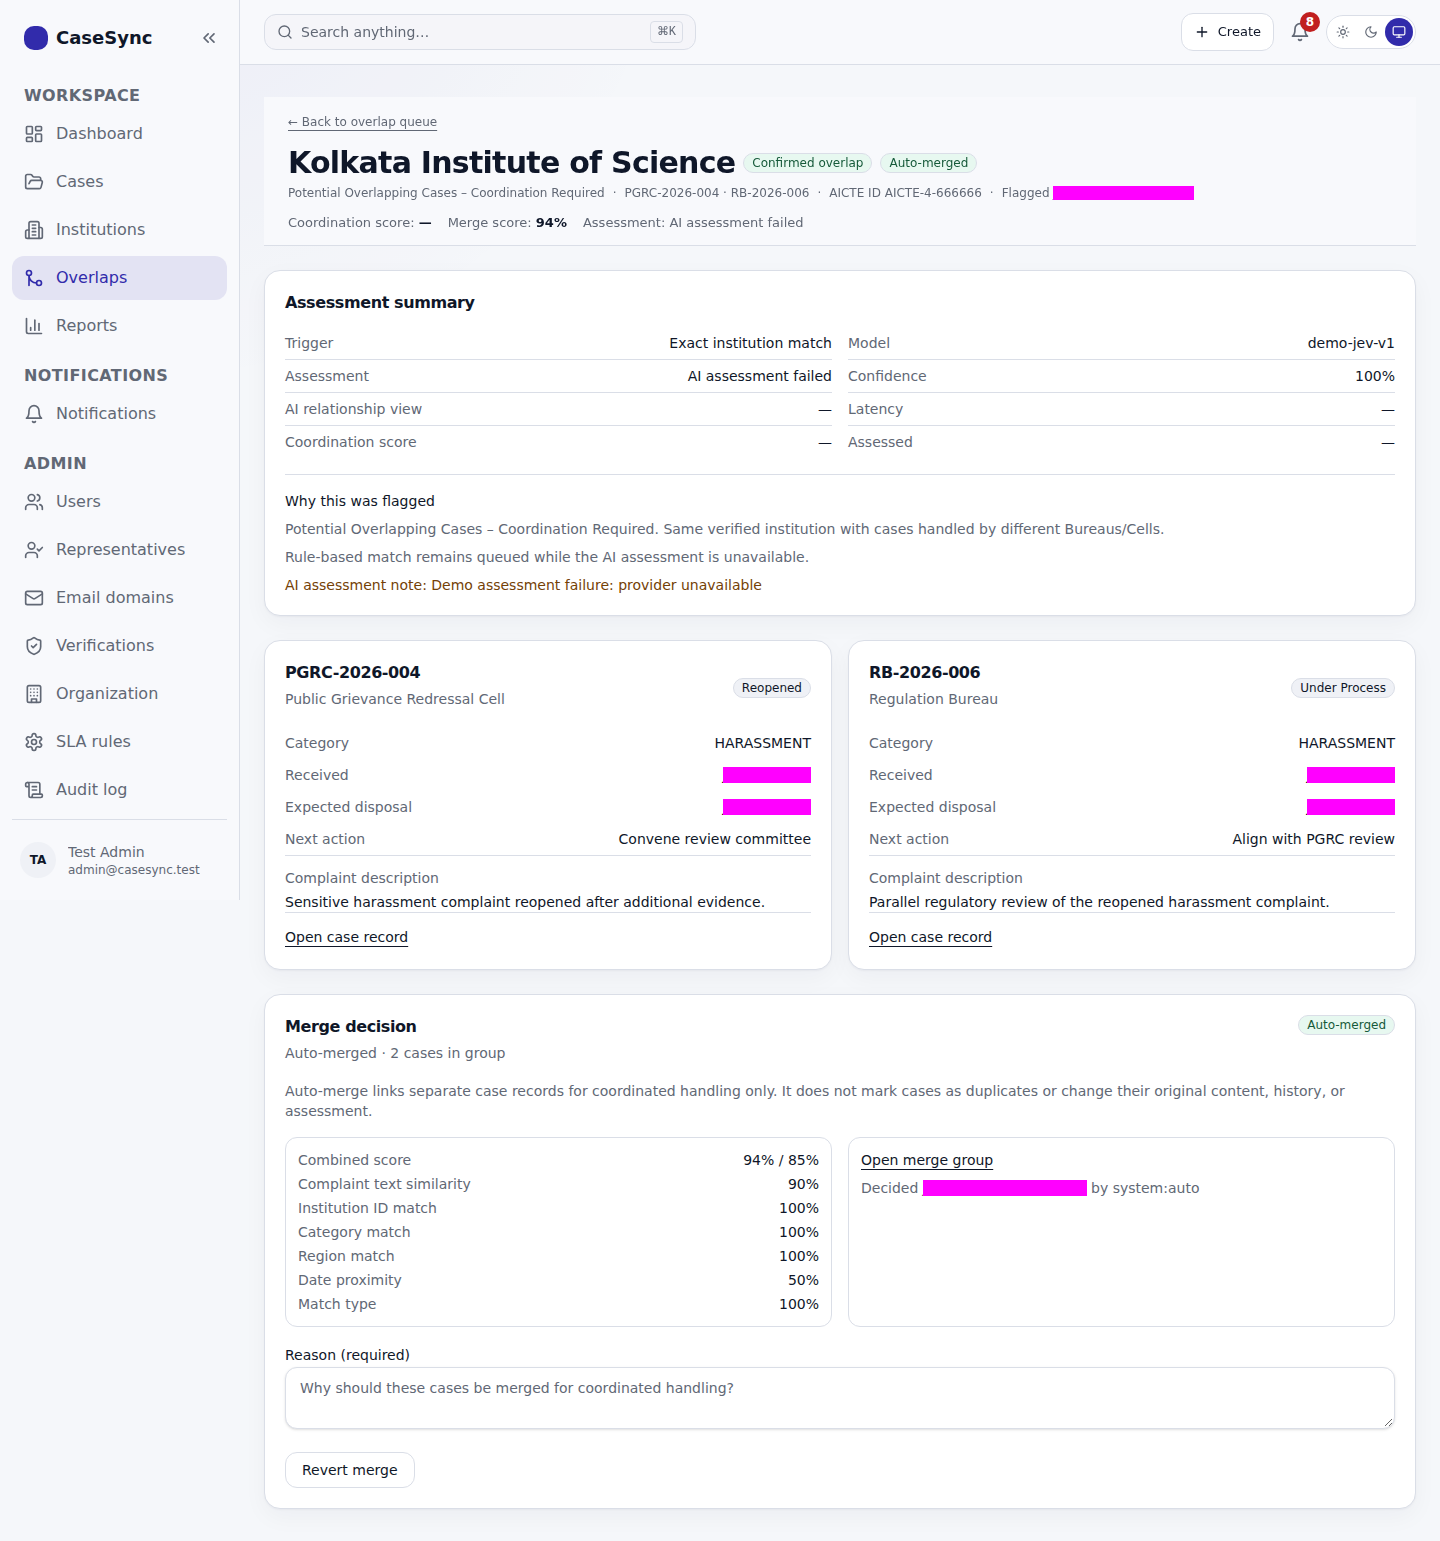 CaseSync
Search anything...
⌘K
Create
8
WORKSPACE
Dashboard
Cases
Institutions
Overlaps
Reports
NOTIFICATIONS
Notifications
ADMIN
Users
Representatives
Email domains
Verifications
Organization
SLA rules
Audit log
TA
Test Admin
admin@casesync.test
← Back to overlap queue
Kolkata Institute of Science Confirmed overlap Auto-merged
Potential Overlapping Cases – Coordination Required · PGRC-2026-004 · RB-2026-006 · AICTE ID AICTE-4-666666 · Flagged
Coordination score: — Merge score: 94% Assessment: AI assessment failed
Assessment summary
Trigger Exact institution match
Assessment AI assessment failed
AI relationship view —
Coordination score —
Model demo-jev-v1
Confidence 100%
Latency —
Assessed —
Why this was flagged
Potential Overlapping Cases – Coordination Required. Same verified institution with cases handled by different Bureaus/Cells.
Rule-based match remains queued while the AI assessment is unavailable.
AI assessment note: Demo assessment failure: provider unavailable
PGRC-2026-004
Public Grievance Redressal Cell
Reopened
Category HARASSMENT
Received
Expected disposal
Next action Convene review committee
Complaint description
Sensitive harassment complaint reopened after additional evidence.
Open case record
RB-2026-006
Regulation Bureau
Under Process
Category HARASSMENT
Received
Expected disposal
Next action Align with PGRC review
Complaint description
Parallel regulatory review of the reopened harassment complaint.
Open case record
Merge decision
Auto-merged
Auto-merged · 2 cases in group
Auto-merge links separate case records for coordinated handling only. It does not mark cases as duplicates or change their original content, history, or
assessment.
Combined score 94% / 85%
Complaint text similarity 90%
Institution ID match 100%
Category match 100%
Region match 100%
Date proximity 50%
Match type 100%
Open merge group
Decided by system:auto
Reason (required)
Why should these cases be merged for coordinated handling?
Revert merge